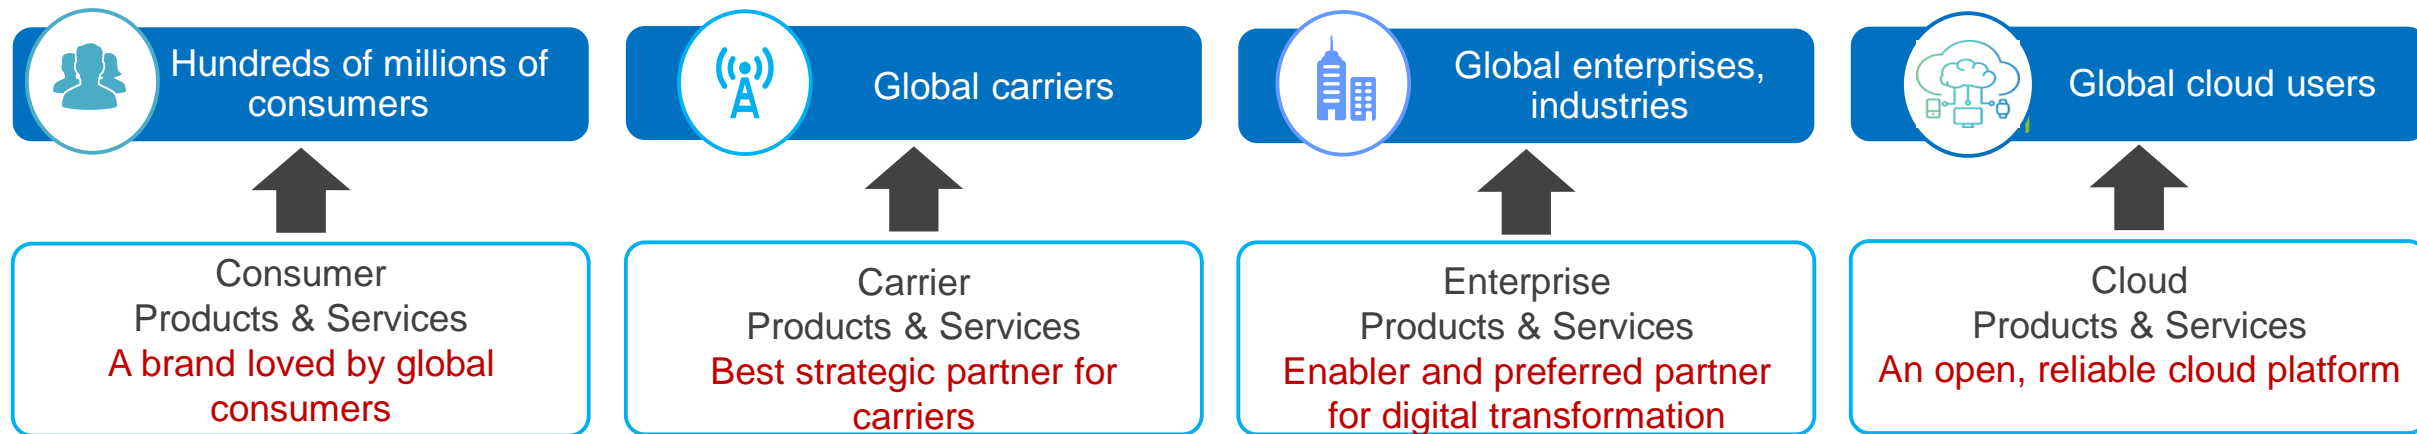 Hundreds of millions of
consumers
Global carriers
Global enterprises,
industries
Global cloud users
Consumer
Products & Services
A brand loved by global
consumers
Carrier
Products & Services
Best strategic partner for
carriers
Enterprise
Products & Services
Enabler and preferred partner
for digital transformation
Cloud
Products & Services
An open, reliable cloud platform